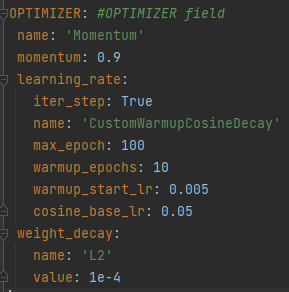 OPTIMIZER: #OPTIMIZER field
  name: 'Momentum'
  momentum: 0.9
  learning_rate:
    iter_step: True
    name: 'CustomWarmupCosineDecay'
    max_epoch: 100
    warmup_epochs: 10
    warmup_start_lr: 0.005
    cosine_base_lr: 0.05
  weight_decay:
    name: 'L2'
    value: 1e-4